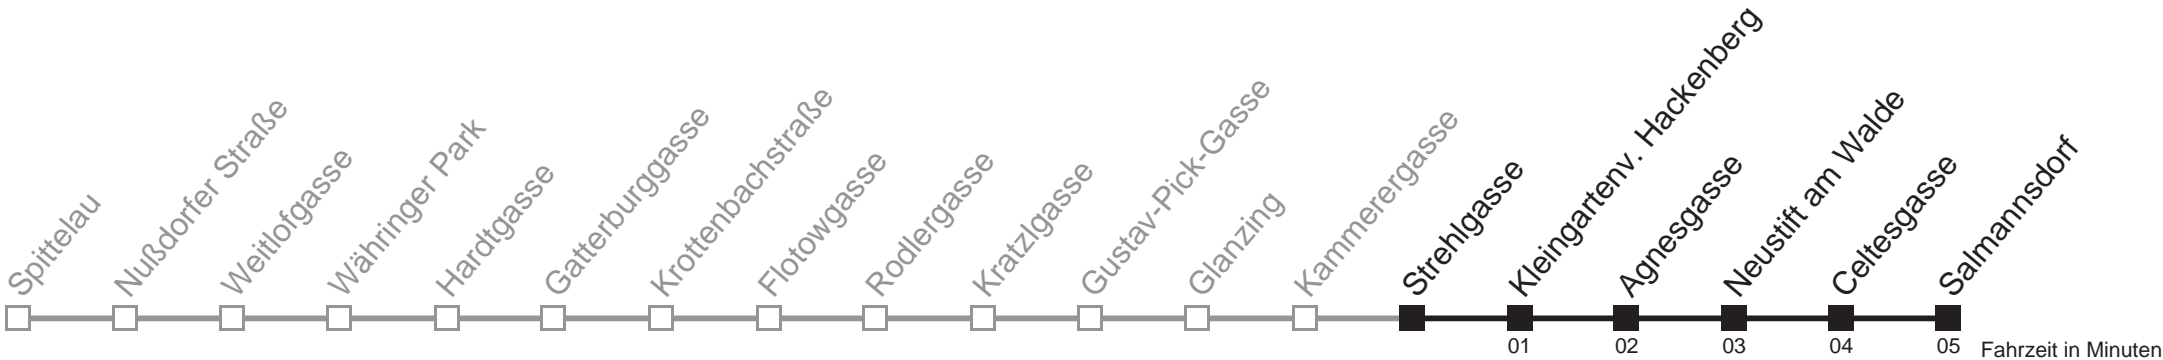 Spittelau
Nußdorfer Straße
Weitlofgasse
Währinger Park
Hardtgasse
Gatterburggasse
Krottenbachstraße
Flotowgasse
Rodlergasse
Kratzlgasse
Gustav-Pick-Gasse
Glanzing
Kammerergasse
Strehlgasse
Kleingartenv. Hackenberg
Agnesgasse
Neustift am Walde
Celtesgasse
Salmannsdorf
01 02 03 04 05 Fahrzeit in Minuten